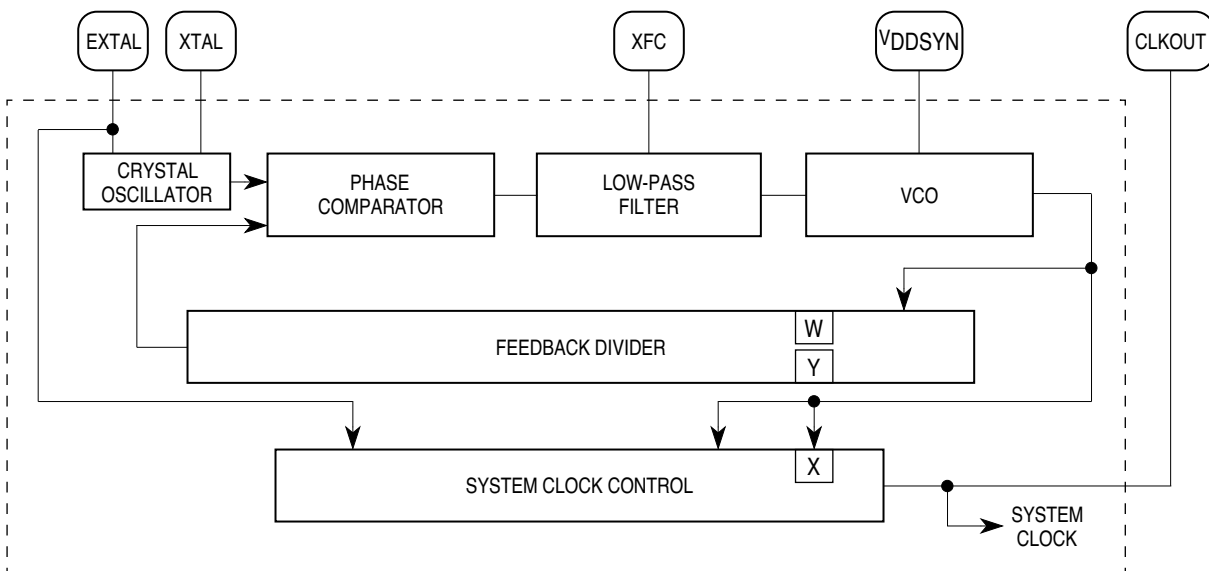 EXTAL
XTAL
XFC
VDDSYN
CLKOUT
CRYSTAL
OSCILLATOR
PHASE
COMPARATOR
LOW-PASS
FILTER
VCO
W
FEEDBACK DIVIDER
Y
X
SYSTEM CLOCK CONTROL
SYSTEM
CLOCK